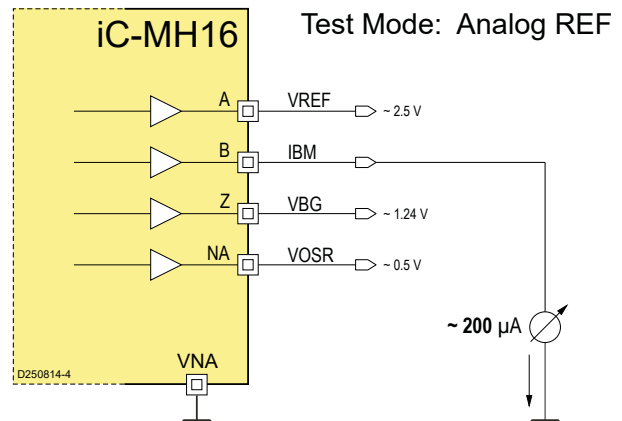 iC-MH16
Test Mode: Analog REF
A VREF ~ 2.5 V
B IBM
Z VBG ~ 1.24 V
NA VOSR ~ 0.5 V
~ 200 µA
VNA
D250814-4